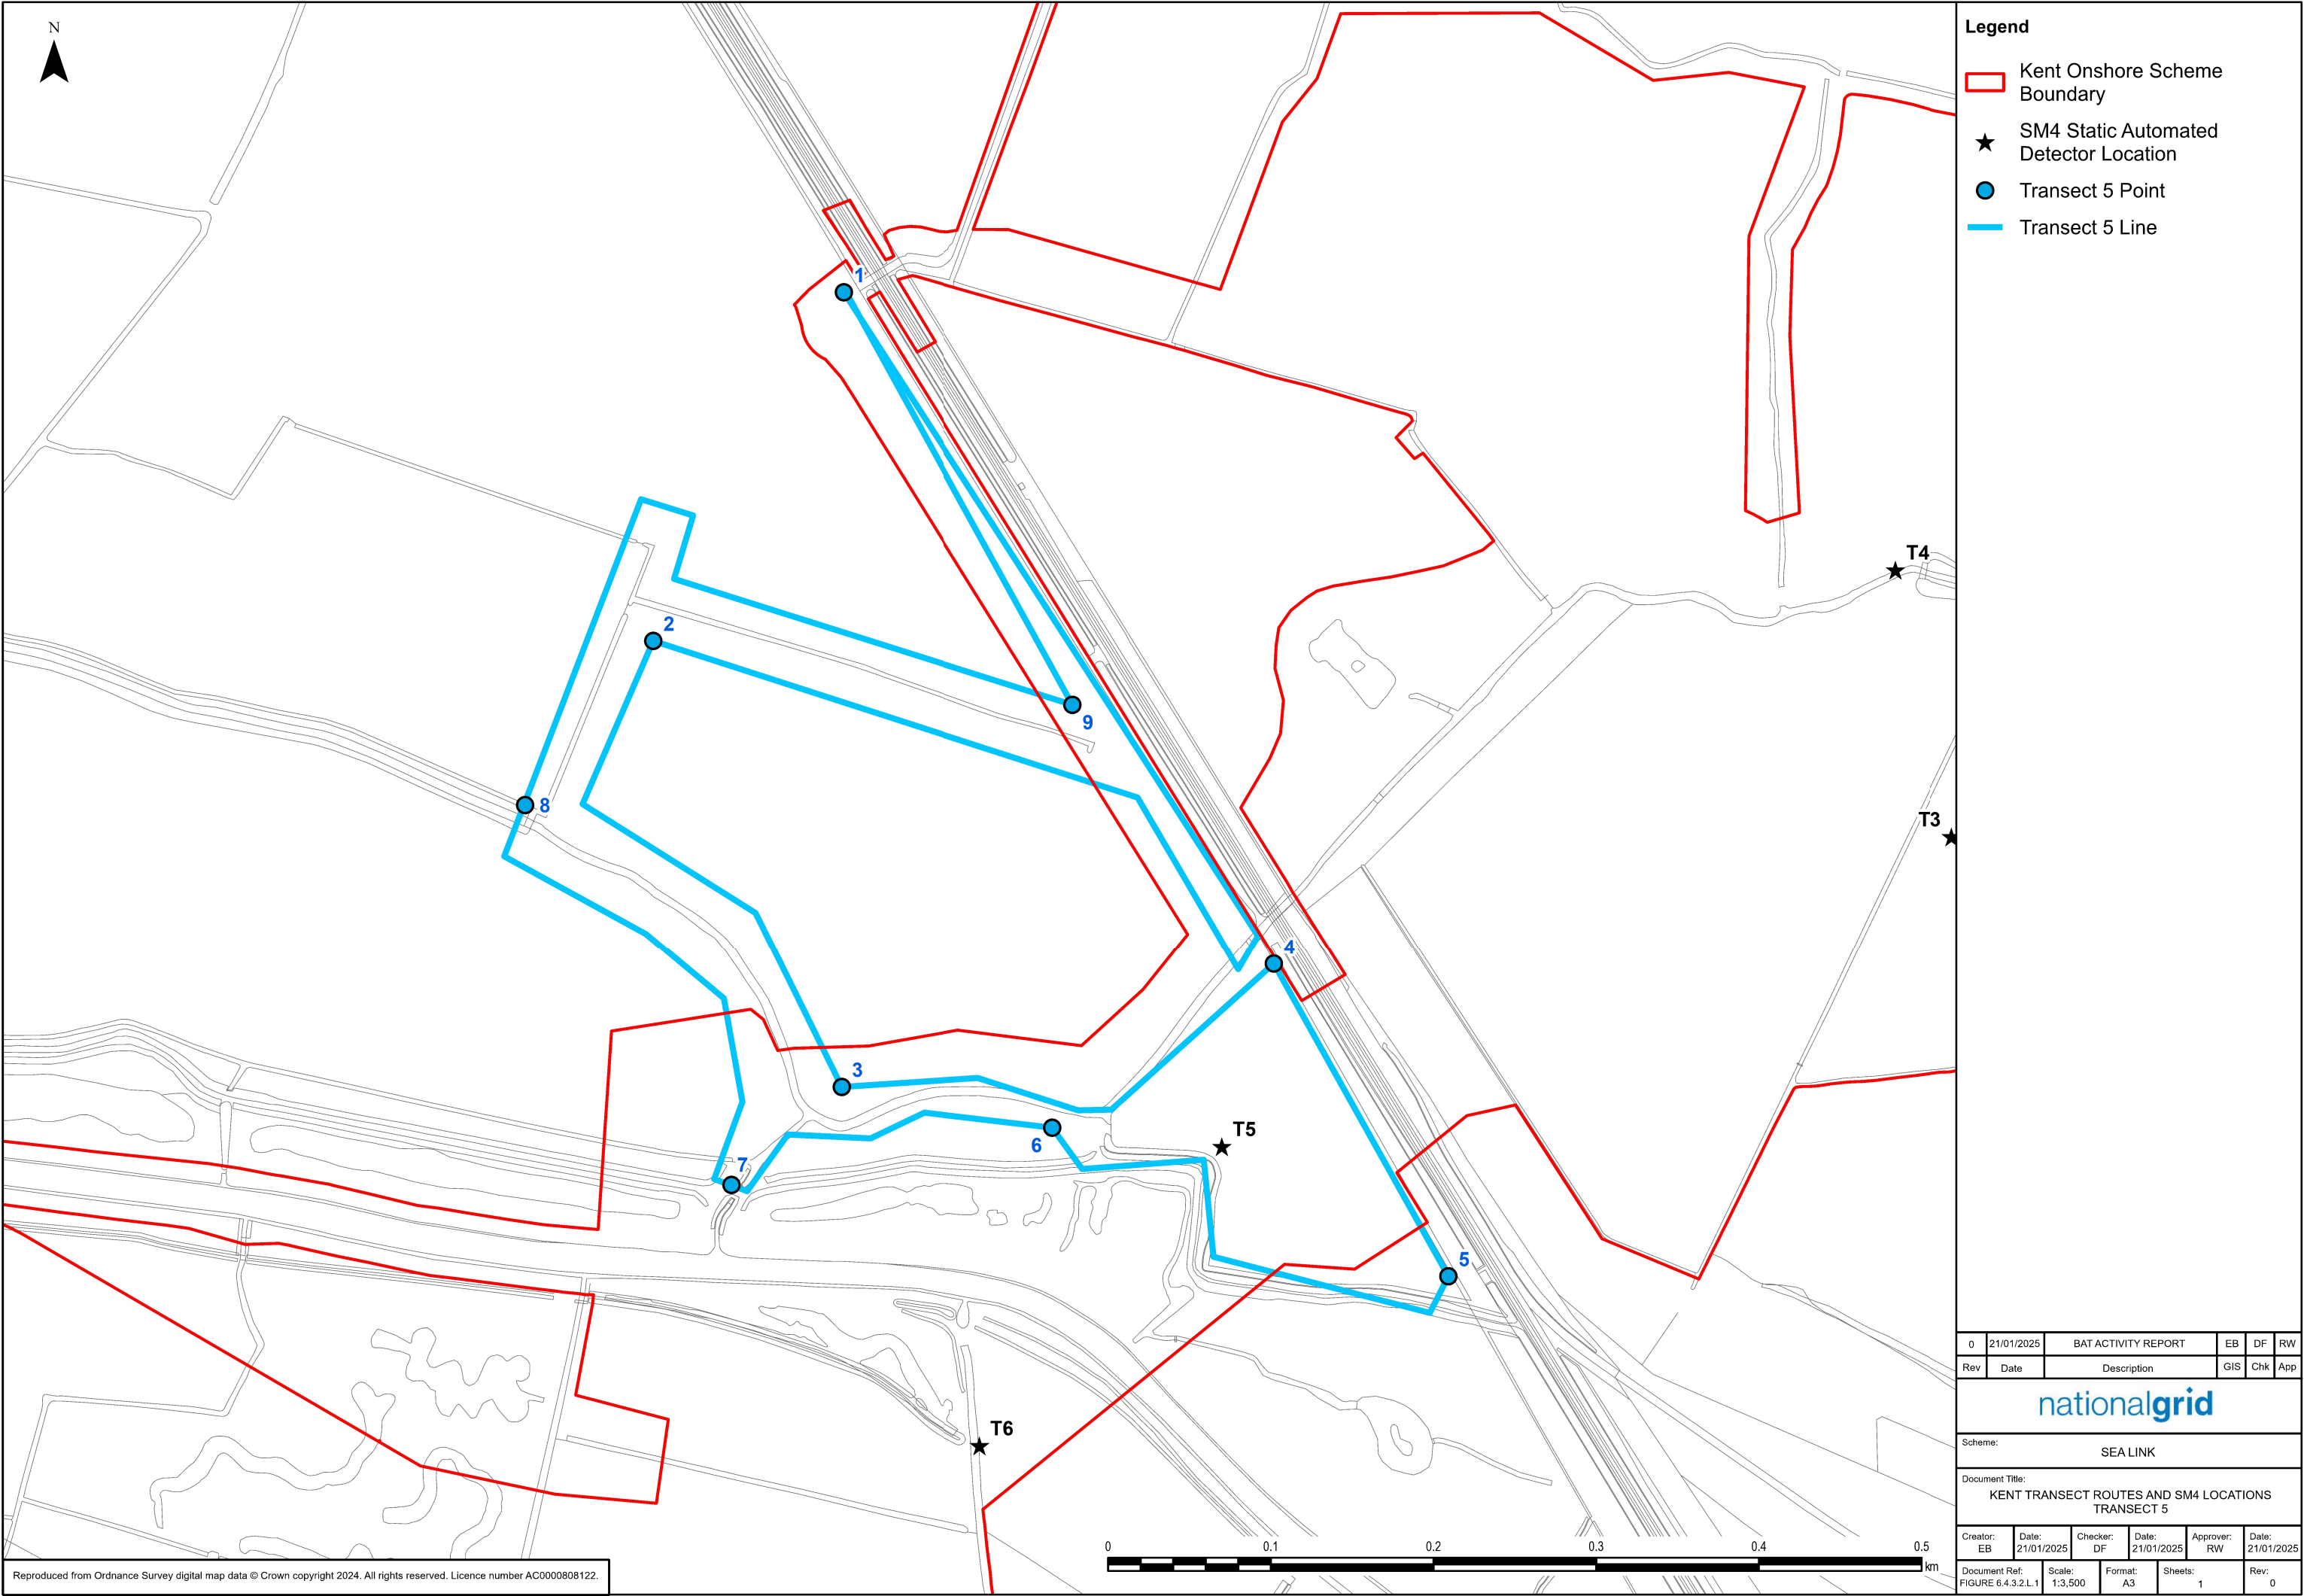 N
Legend
Kent Onshore Scheme
Boundary
SM4 Static Automated
Detector Location
Transect 5 Point
Transect 5 Line
1
T4
2
9
8
T3
4
3
T5
6
7
5
T6
0 0.1 0.2 0.3 0.4 0.5
km
Reproduced from Ordnance Survey digital map data © Crown copyright 2024. All rights reserved. Licence number AC0000808122.
0 21/01/2025 BAT ACTIVITY REPORT EB DF RW
Rev Date Description GIS Chk App
nationalgrid
Scheme:
SEA LINK
Document Title:
KENT TRANSECT ROUTES AND SM4 LOCATIONS
TRANSECT 5
Creator: Date: Checker: Date: Approver: Date:
EB 21/01/2025 DF 21/01/2025 RW 21/01/2025
Document Ref: Scale: Format: Sheets: Rev:
FIGURE 6.4.3.2.L.1 1:3,500 A3 1 0